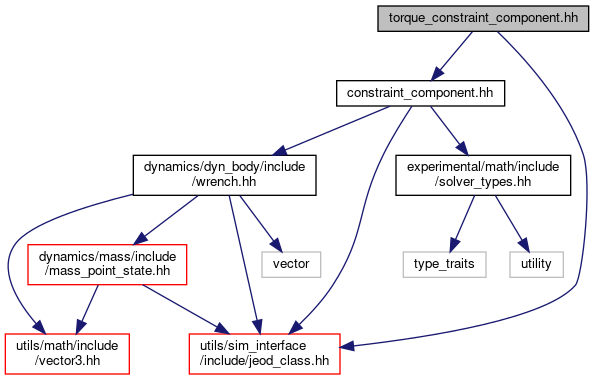 torque_constraint_component.hh
constraint_component.hh
dynamics/dyn_body/include
/wrench.hh
experimental/math/include
/solver_types.hh
dynamics/mass/include
/mass_point_state.hh
vector
type_traits
utility
utils/math/include
/vector3.hh
utils/sim_interface
/include/jeod_class.hh